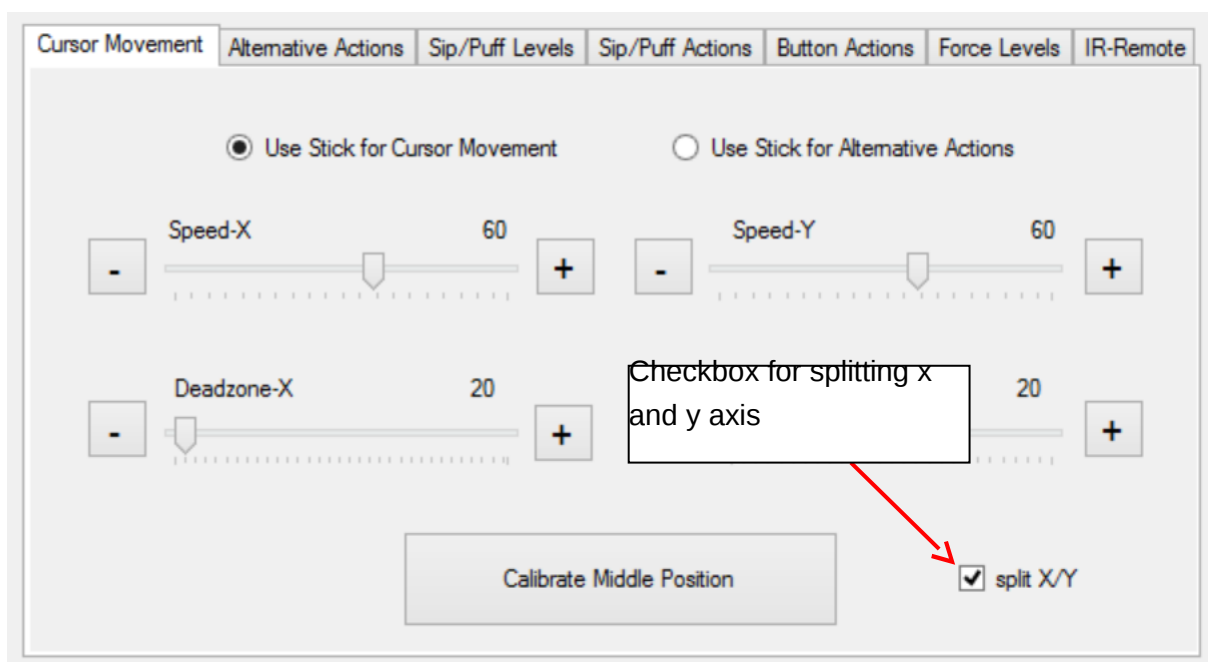 Cursor Movement Alternative Actions Sip/Puff Levels Sip/Puff Actions Button Actions Force Levels IR-Remote
Use Stick for Cursor Movement Use Stick for Alternative Actions
Speed-X 60 Speed-Y 60
- + - +
Deadzone-X 20 Checkbox for splitting x 20
and y axis
- + +
Calibrate Middle Position split X/Y